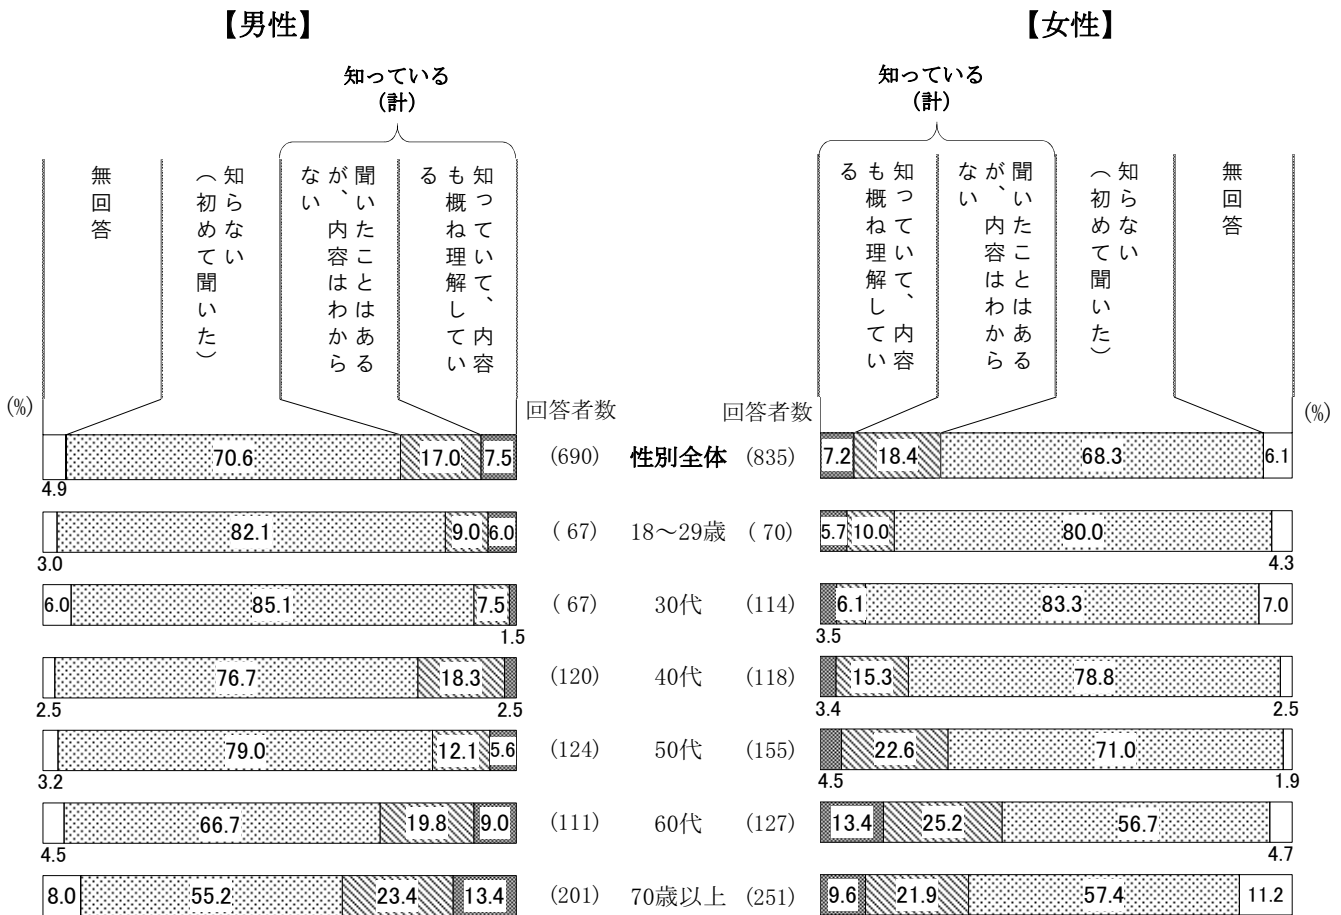 【男性】
【女性】
知っている
(計)
知っている
(計)
無回答
知らない
（初めて聞いた）
聞いたことはある
が、内容はわから
ない
知っていて、内容
も概ね理解してい
る
知っていて、内容
も概ね理解してい
る
聞いたことはある
が、内容はわから
ない
知らない
（初めて聞いた）
無回答
(%) 回答者数 回答者数 (%)
70.6 17.0 7.5 (690) 性別全体 (835) 7.2 18.4 68.3 6.1
4.9
82.1 9.0 6.0 ( 67) 18～29歳 ( 70) 5.7 10.0 80.0
3.0 4.3
6.0 85.1 7.5 ( 67) 30代 (114) 6.1 83.3 7.0
1.5 3.5
76.7 18.3 (120) 40代 (118) 15.3 78.8
2.5 2.5 3.4 2.5
79.0 12.1 5.6 (124) 50代 (155) 22.6 71.0
3.2 4.5 1.9
66.7 19.8 9.0 (111) 60代 (127) 13.4 25.2 56.7
4.5 4.7
8.0 55.2 23.4 13.4 (201) 70歳以上 (251) 9.6 21.9 57.4 11.2